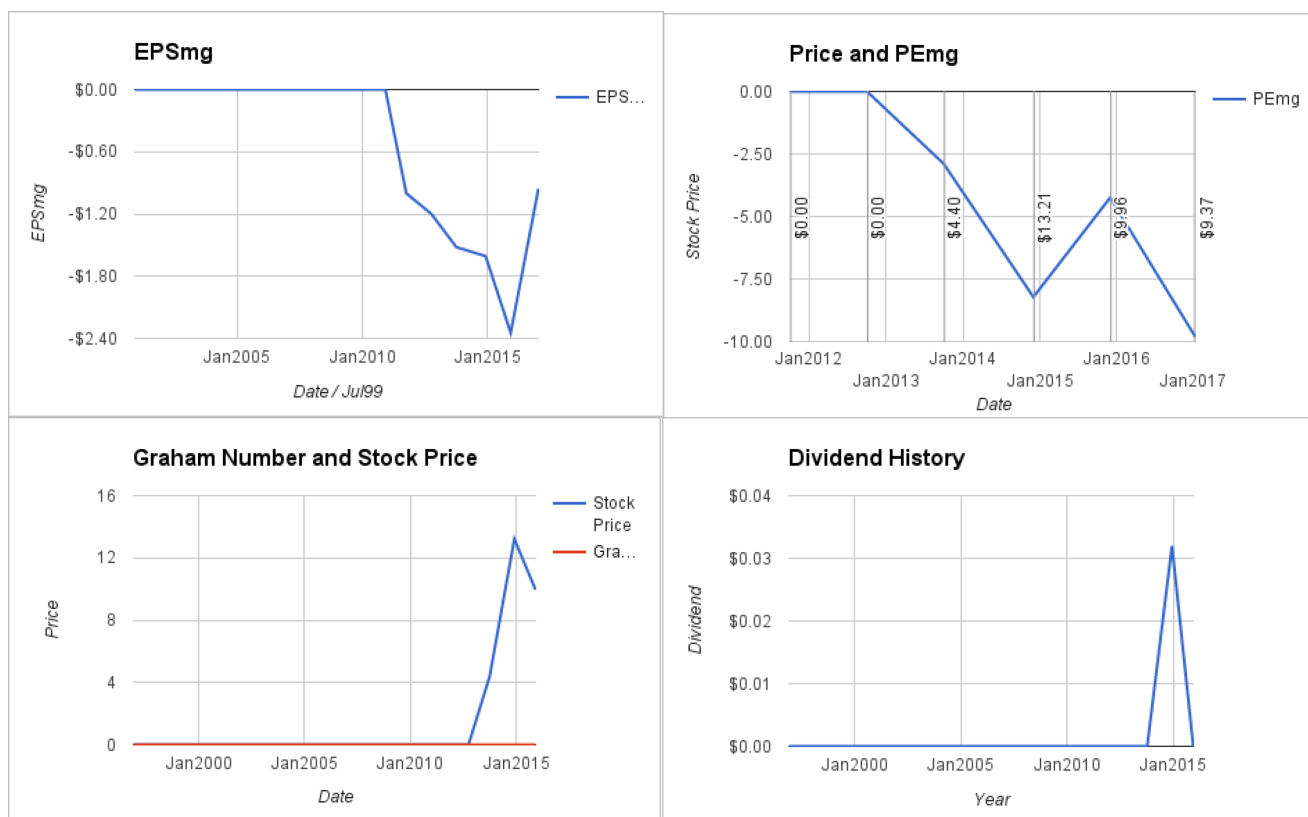 EPSmg
$0.00
-$0.60
-$1.20
-$1.80
-$2.40
EPSmg
EPS...
Jan2005 Jan2010 Jan2015
Date / Jul99
Price and PEmg
0.00
-2.50
-5.00
-7.50
-10.00
Stock Price
$0.00
$0.00
$4.40
$13.21
$9.96
$9.37
PEmg
Jan2012 Jan2014 Jan2016
Jan2013 Jan2015 Jan2017
Date
Graham Number and Stock Price
16
12
8
4
0
Price
Stock
Price
Gra...
Jan2000 Jan2005 Jan2010 Jan2015
Date
Dividend History
$0.04
$0.03
$0.02
$0.01
$0.00
Dividend
Jan2000 Jan2005 Jan2010 Jan2015
Year